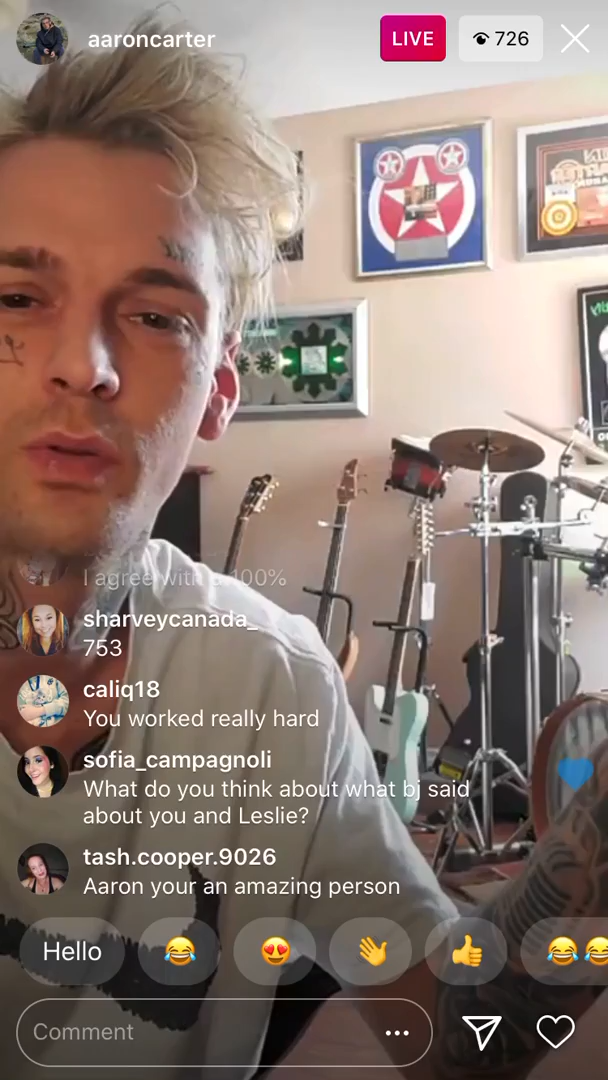 aaroncarter
LIVE
726
I agree with 100%
sharveycanada_
753
caliq18
You worked really hard
sofia_campagnoli
What do you think about what bj said
about you and Leslie?
tash.cooper.9026
Aaron your an amazing person
Hello
Comment